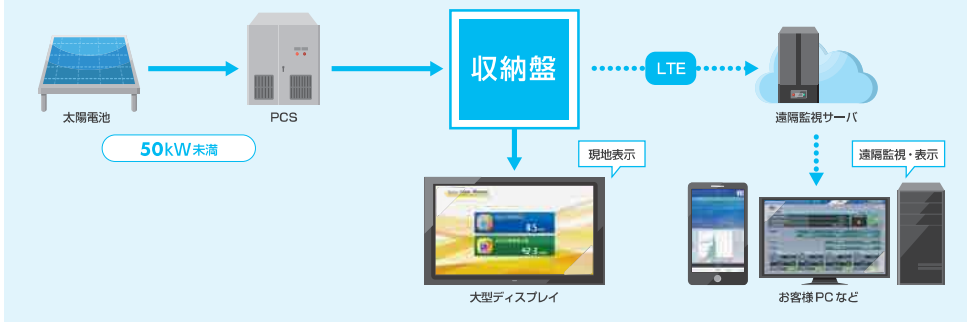 収納盤
LTE
太陽電池
PCS
遠隔監視サーバ
50kW未満
現地表示
遠隔監視・表示
大型ディスプレイ
お客様PCなど